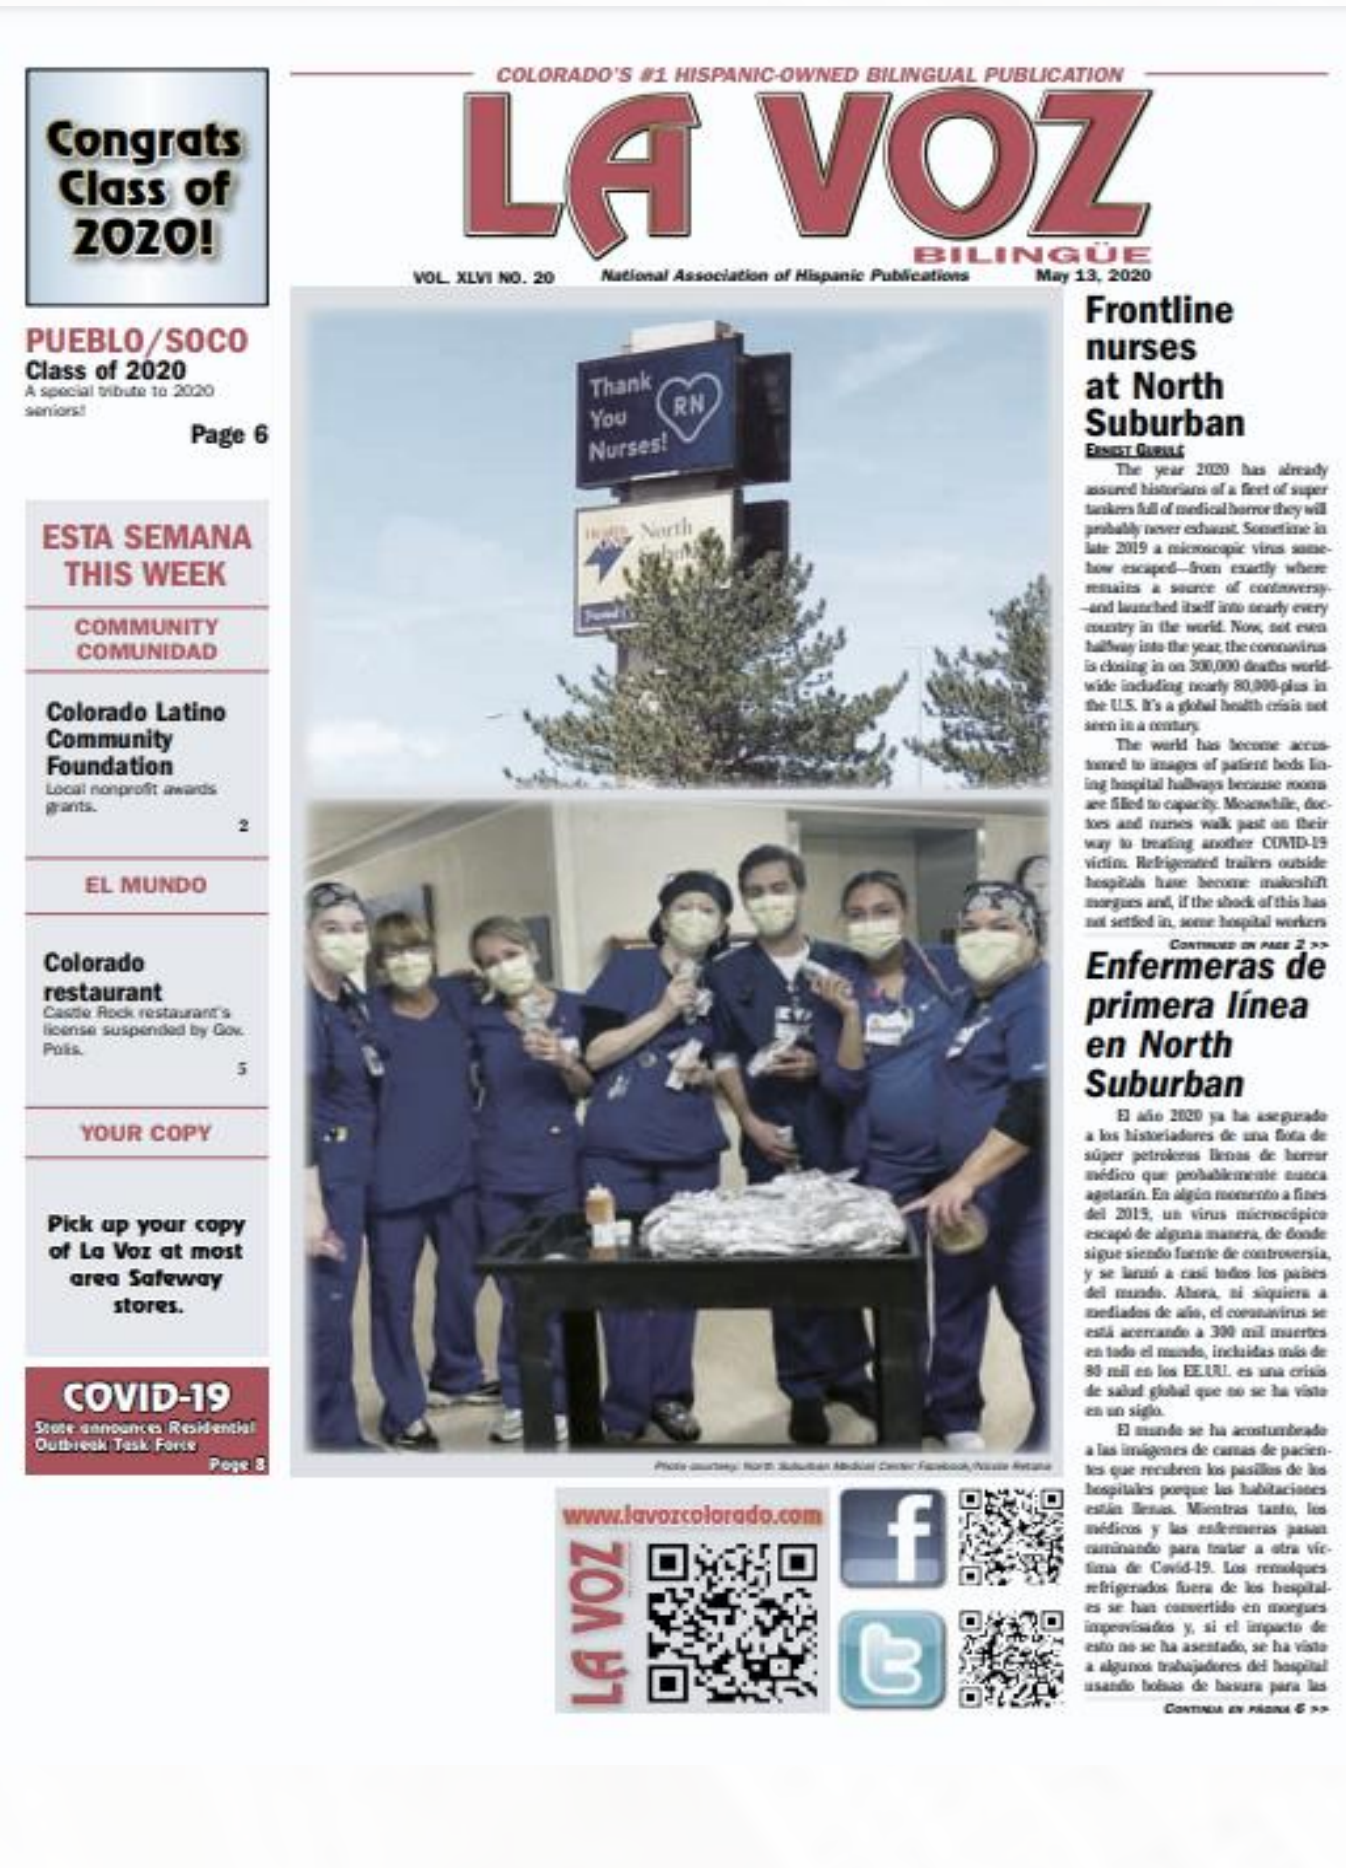 Congrats
Class of
2020!
PUEBLO/SOCO
Class of 2020
A special tribute to 2020
seniors!
Page 6
ESTA SEMANA
THIS WEEK
COMMUNITY
COMUNIDAD
Colorado Latino
Community
Foundation
Local nonprofit awards
grants.
2
EL MUNDO
Colorado
restaurant
Castle Rock restaurant's
license suspended by Gov.
Polis.
5
YOUR COPY
Pick up your copy
of La Voz at most
area Safeway
stores.
COVID-19
State announces Residential
Outbreak Task Force
Page 8
COLORADO'S #1 HISPANIC-OWNED BILINGUAL PUBLICATION
LA VOZ
BILINGÜE
VOL. XLVI NO. 20
National Association of Hispanic Publications
May 13, 2020
Thank
You
Nurses!
RN
North
Photo courtesy: North Suburban Medical Center Facebook/Nicole Retana
www.lavozcolorado.com
LA VOZ
f
t
Frontline
nurses
at North
Suburban
ERNEST GURULÉ
The year 2020 has already
assured historians of a fleet of super
tankers full of medical horror they will
probably never exhaust. Sometime in
late 2019 a microscopic virus some-
how escaped—from exactly where
remains a source of controversy-
-and launched itself into nearly every
country in the world. Now, not even
halfway into the year, the coronavirus
is closing in on 300,000 deaths world-
wide including nearly 80,000-plus in
the U.S. It's a global health crisis not
seen in a century.
The world has become accus-
tomed to images of patient beds lin-
ing hospital hallways because rooms
are filled to capacity. Meanwhile, doc-
tors and nurses walk past on their
way to treating another COVID-19
victim. Refrigerated trailers outside
hospitals have become makeshift
morgues and, if the shock of this has
not settled in, some hospital workers
CONTINUED ON PAGE 2 >>
Enfermeras de
primera línea
en North
Suburban
El año 2020 ya ha asegurado
a los historiadores de una flota de
súper petroleros llenos de horror
médico que probablemente nunca
agotarán. En algún momento a fines
del 2019, un virus microscópico
escapó de alguna manera, de donde
sigue siendo fuente de controversia,
y se lanzó a casi todos los países
del mundo. Ahora, ni siquiera a
mediados de año, el coronavirus se
está acercando a 300 mil muertes
en todo el mundo, incluidas más de
80 mil en los EE.UU. es una crisis
de salud global que no se ha visto
en un siglo.
El mundo se ha acostumbrado
a las imágenes de camas de pacien-
tes que recubren los pasillos de los
hospitales porque las habitaciones
están llenas. Mientras tanto, los
médicos y las enfermeras pasan
caminando para tratar a otra víc-
tima de Covid-19. Los remolques
refrigerados fuera de los hospital-
es se han convertido en morgues
improvisados y, si el impacto de
esto no se ha asentado, se ha visto
a algunos trabajadores del hospital
usando bolsas de basura para las
CONTINUA EN PÁGINA 6 >>